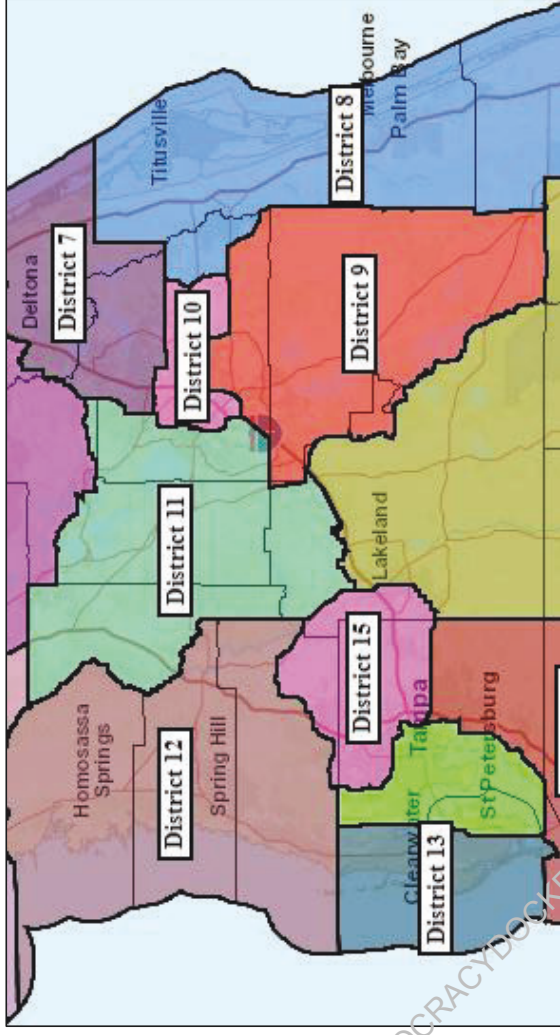 Deltona
District 7
Homosassa
Springs
Titusville
District 12
District 11
District 10
Spring Hill
District 8
District 15
District 9
Melbourne
Palm Bay
Lakeland
Clearwater
Tampa
District 13
St Petersburg
OCRACYDOCKE